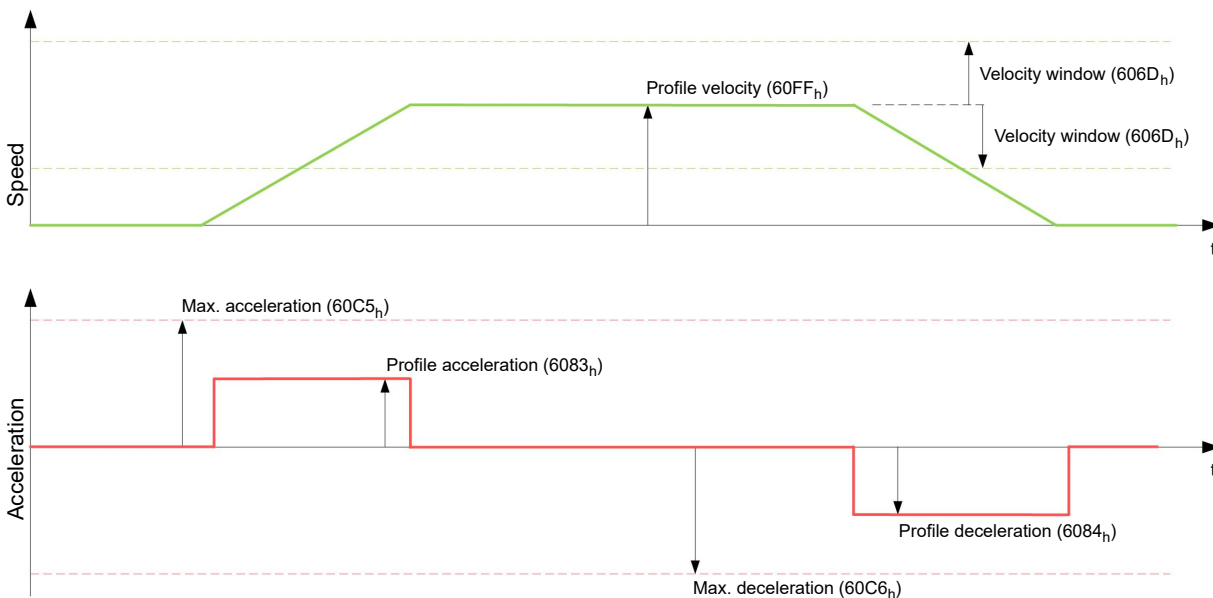 Velocity window (606Dh)
Profile velocity (60FFh)
Velocity window (606Dh)
Speed
t
Max. acceleration (60C5h)
Profile acceleration (6083h)
Acceleration
t
Profile deceleration (6084h)
Max. deceleration (60C6h)